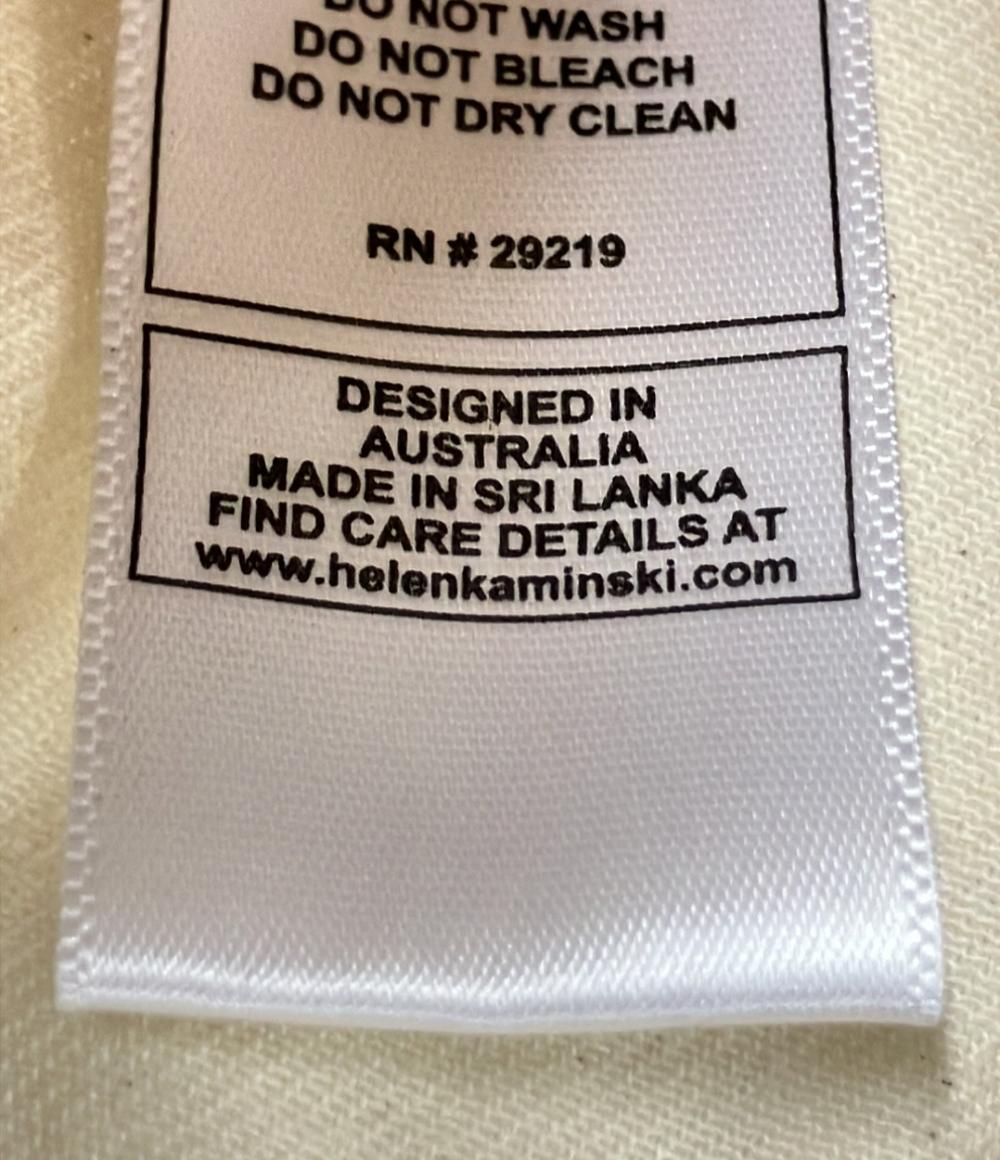 DO NOT WASH
DO NOT BLEACH
DO NOT DRY CLEAN
RN # 29219
DESIGNED IN
AUSTRALIA
MADE IN SRI LANKA
FIND CARE DETAILS AT
www.helenkaminski.com